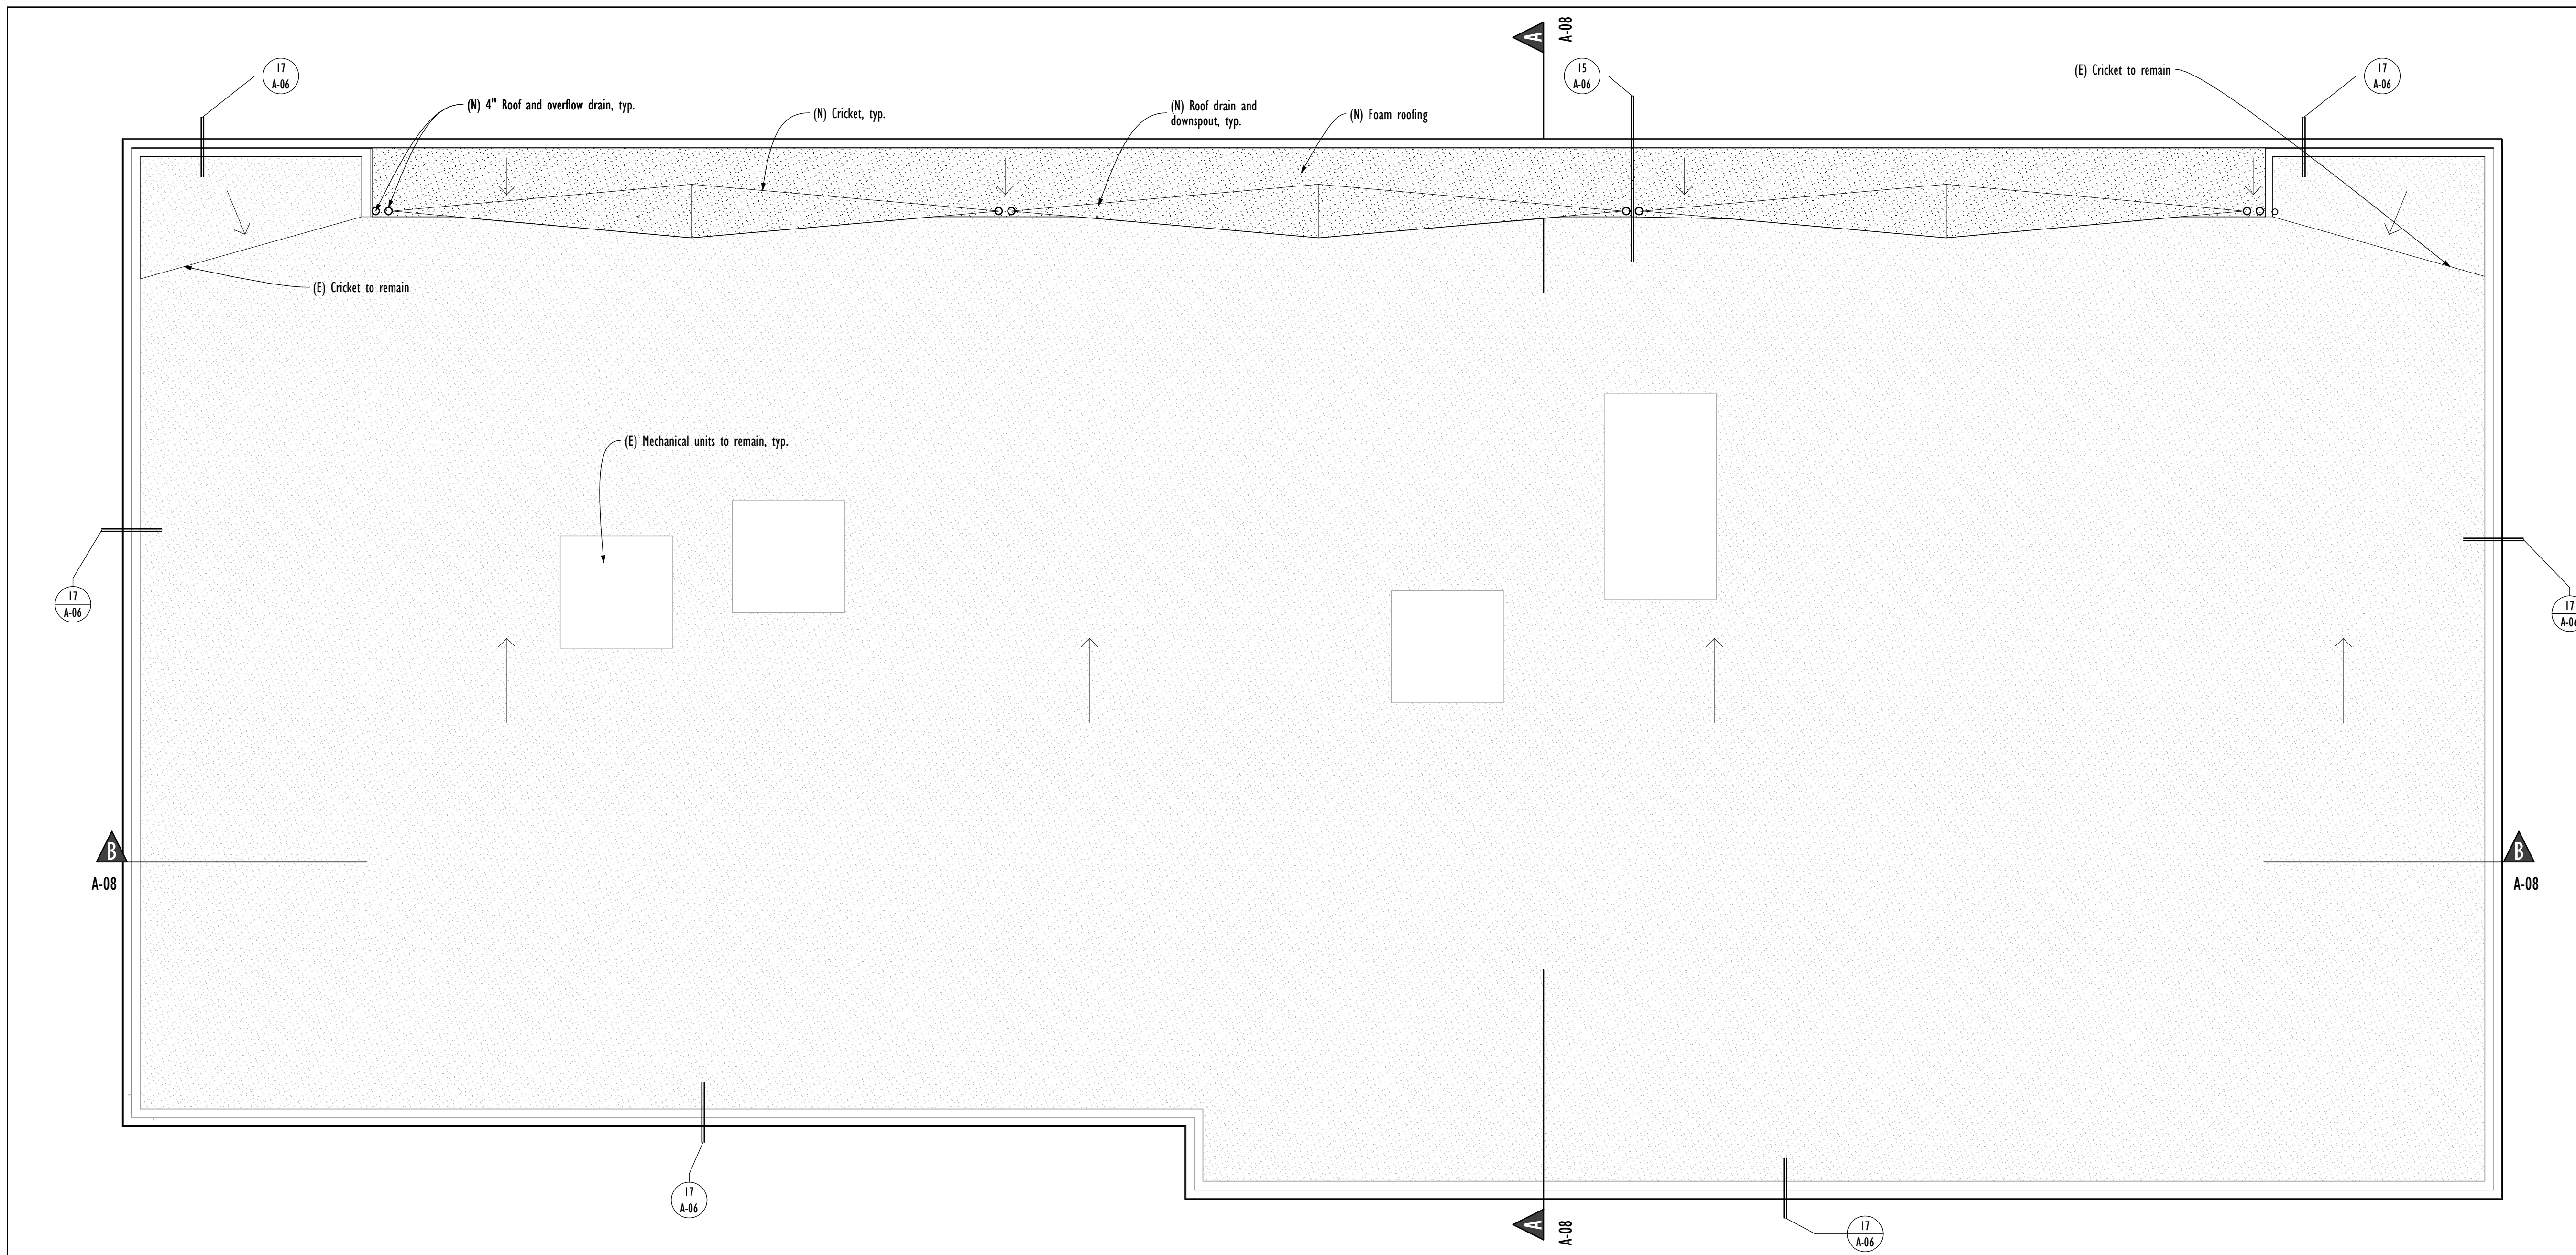 A
A-08
17
A-06
15
A-06
(E) Cricket to remain
17
A-06
(N) 4" Roof and overflow drain, typ.
(N) Cricket, typ.
(N) Roof drain and
downspout, typ.
(N) Foam roofing
(E) Cricket to remain
(E) Mechanical units to remain, typ.
17
A-06
17
A-06
B
A-08
B
A-08
17
A-06
A
A-08
17
A-06